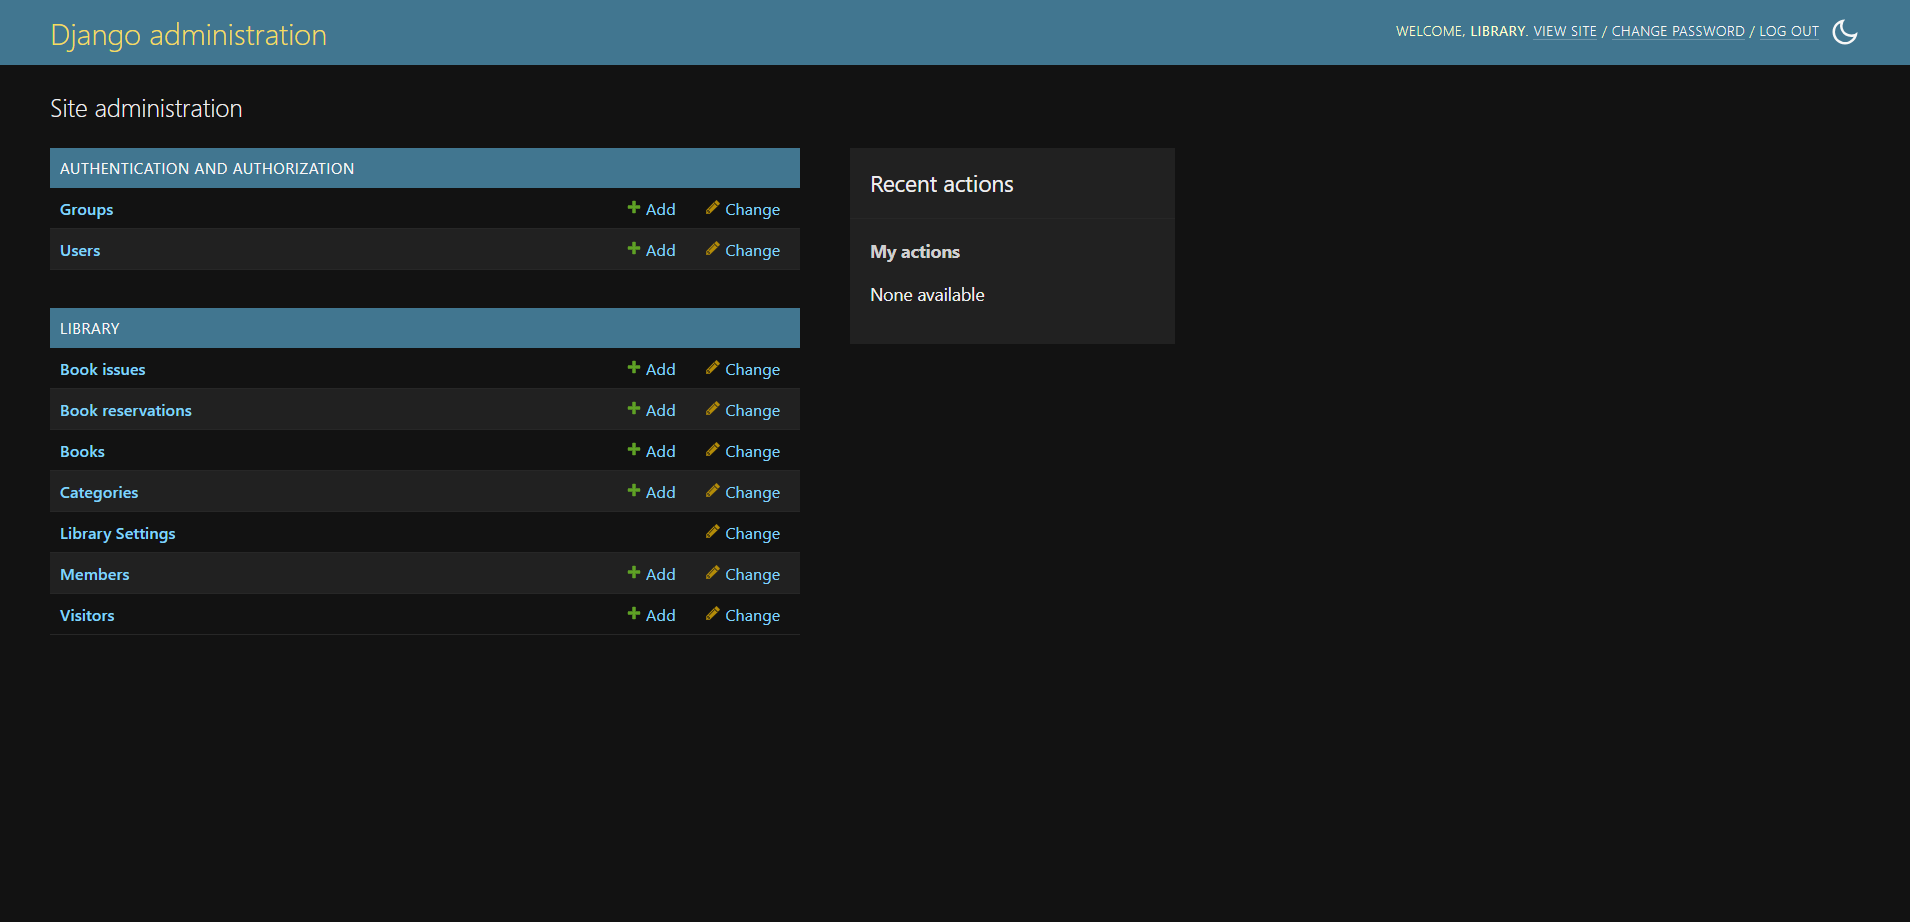 Django administration
WELCOME, LIBRARY. VIEW SITE / CHANGE PASSWORD / LOG OUT
Site administration
AUTHENTICATION AND AUTHORIZATION
Groups Add Change
Users Add Change
LIBRARY
Book issues Add Change
Book reservations Add Change
Books Add Change
Categories Add Change
Library Settings Change
Members Add Change
Visitors Add Change
Recent actions
My actions
None available